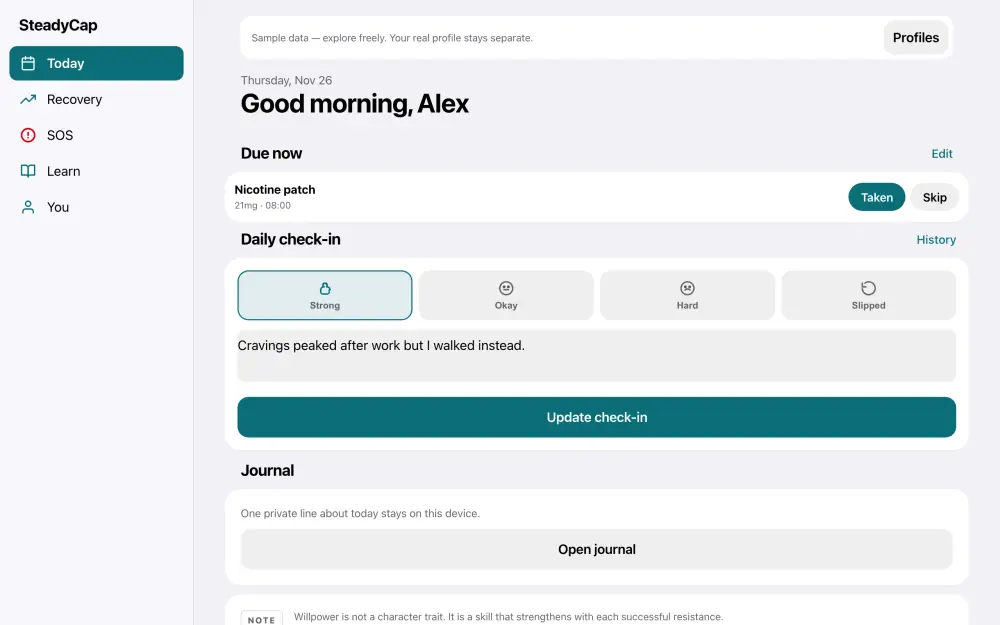 SteadyCap
Today
Recovery
SOS
Learn
You
Sample data — explore freely. Your real profile stays separate.
Profiles
Thursday, Nov 26
Good morning, Alex
Due now
Edit
Nicotine patch
21mg · 08:00
Taken
Skip
Daily check-in
History
Strong
Okay
Hard
Slipped
Cravings peaked after work but I walked instead.
Update check-in
Journal
One private line about today stays on this device.
Open journal
NOTE
Willpower is not a character trait. It is a skill that strengthens with each successful resistance.